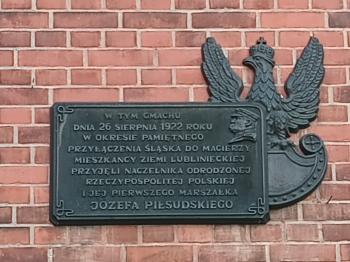 W TYM GMACHU
DNIA 26 SIERPNIA 1922 ROKU
W OKRESIE PAMIĘTNEGO
PRZYŁĄCZENIA ŚLĄSKA DO MACIERZY
MIESZKAŃCY ZIEMI LUBLINIECKIEJ
PRZYJĘLI NACZELNIKA ODRODZONEJ
RZECZYPOSPOLITEJ POLSKIEJ
I JEJ PIERWSZEGO MARSZAŁKA
JÓZEFA PIŁSUDSKIEGO